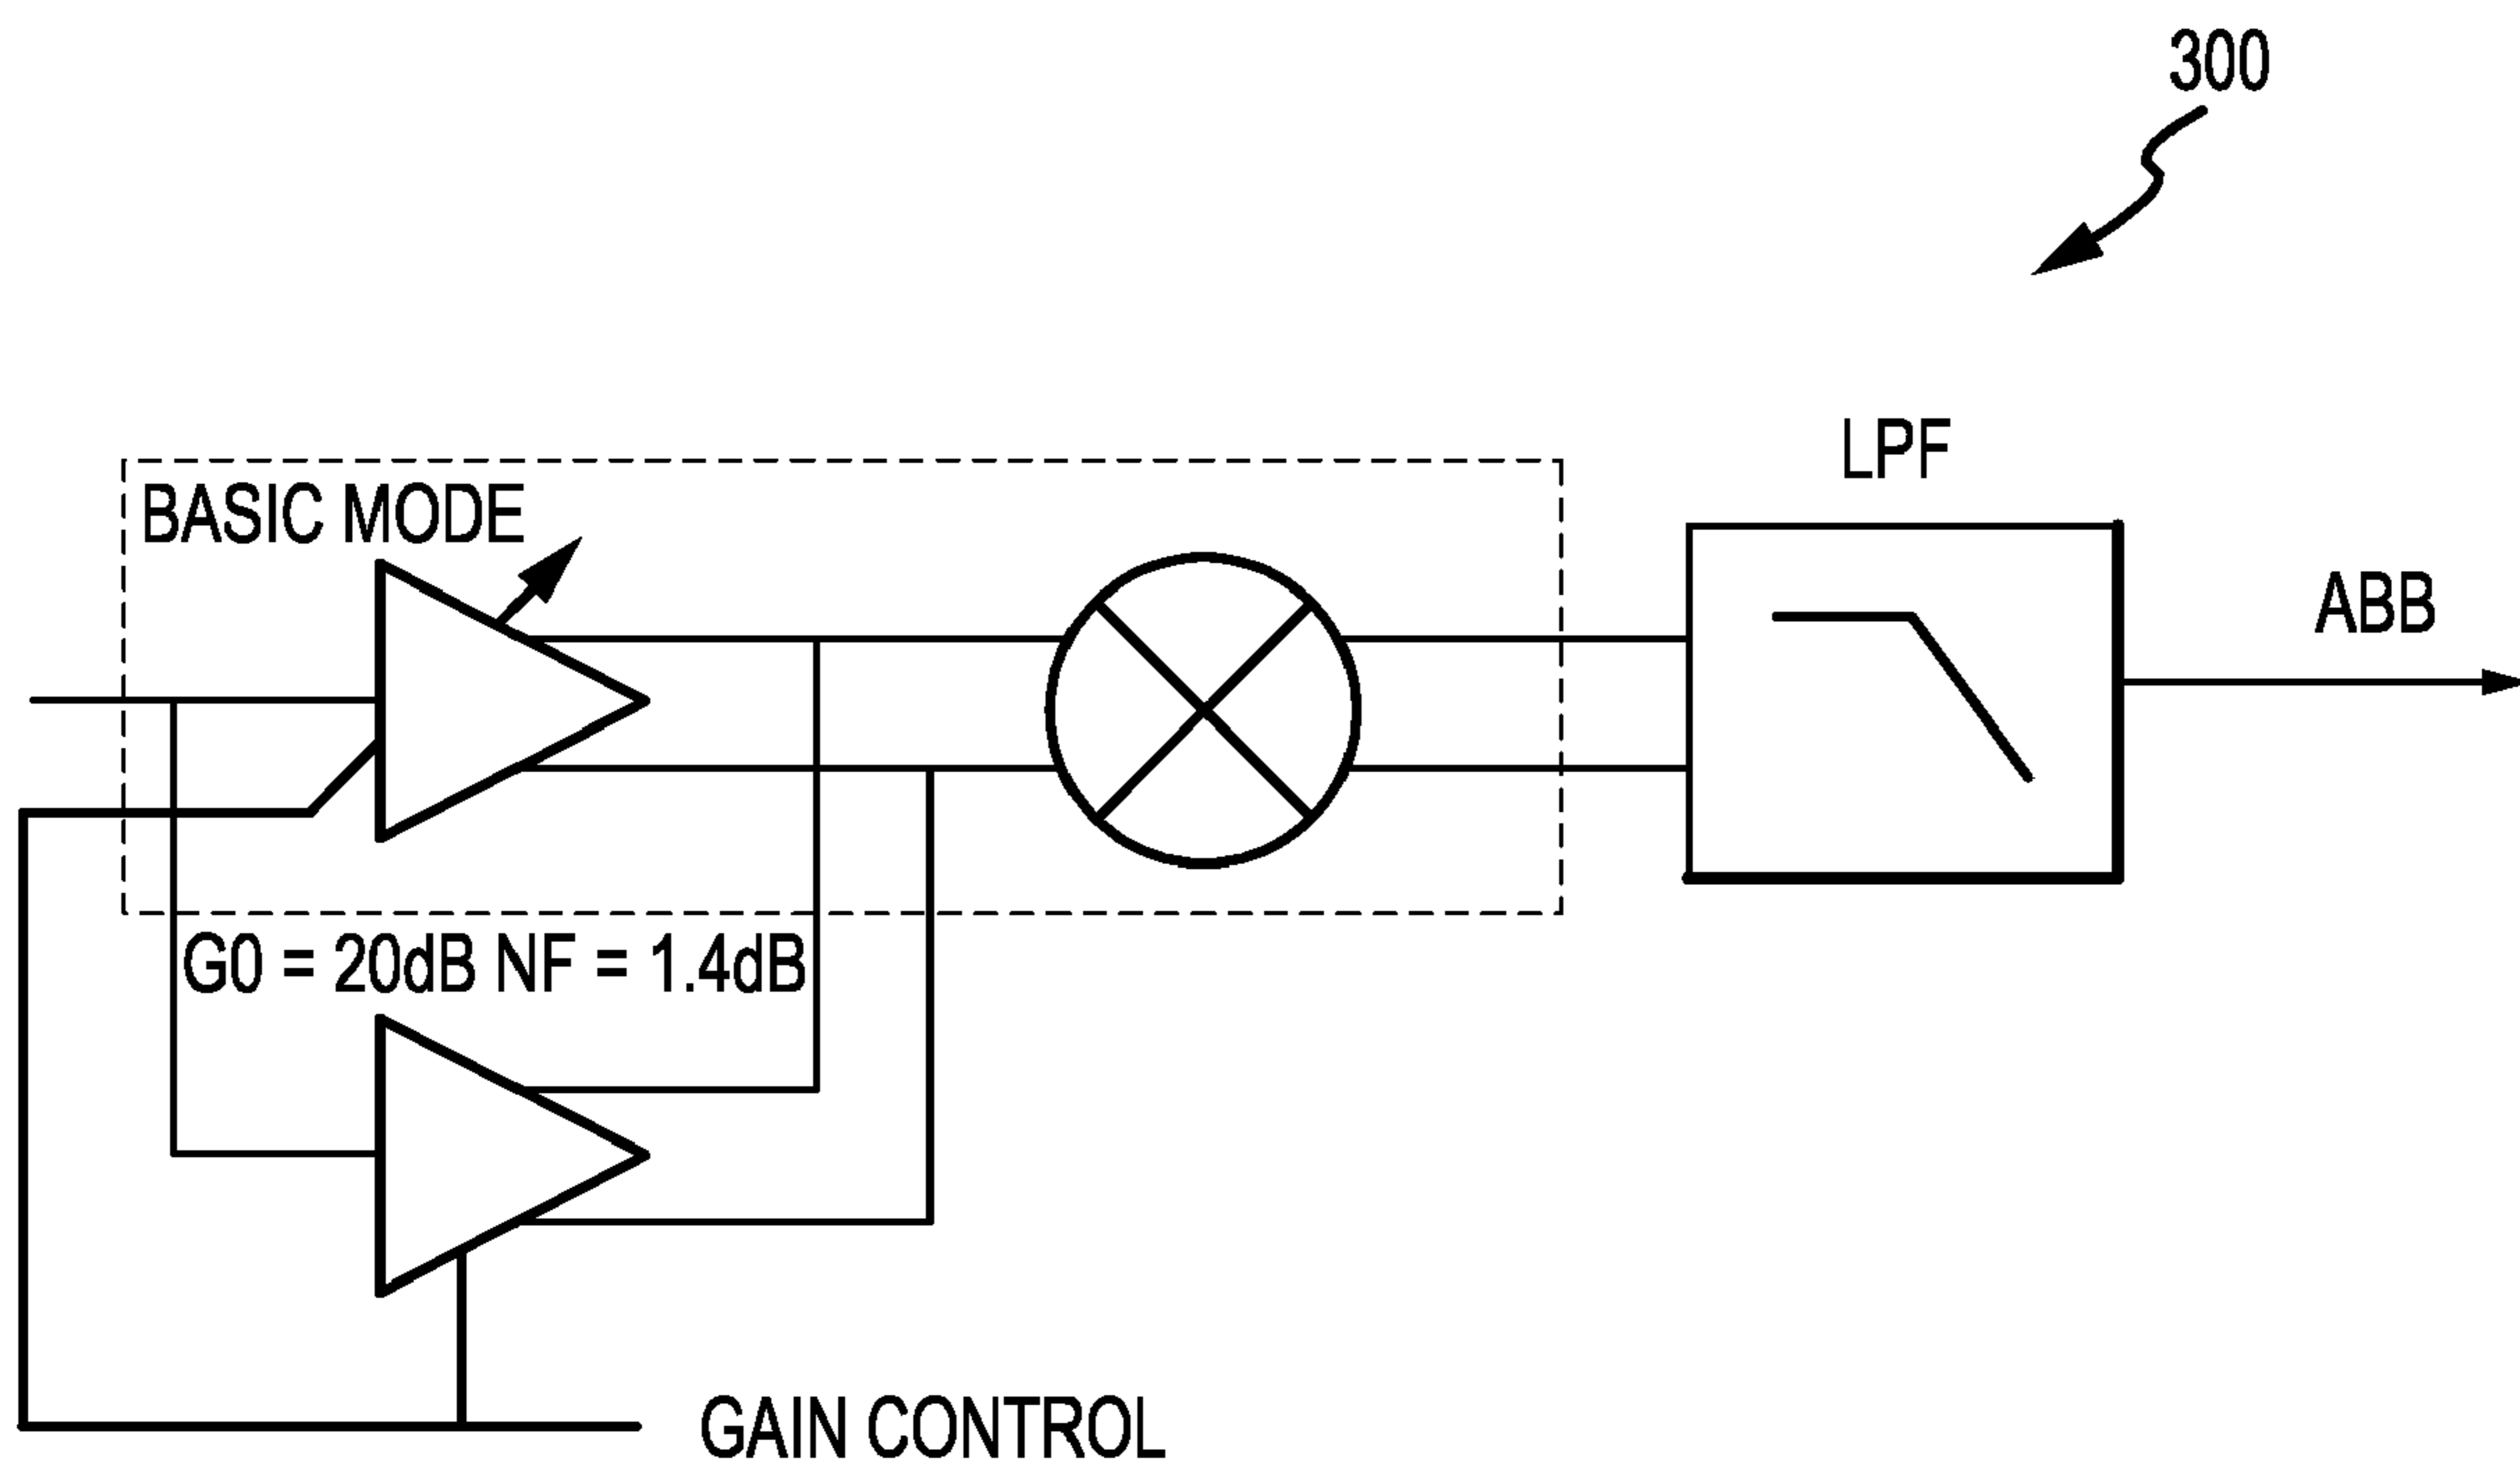 300
LPF
BASIC MODE
ABB
G0 = 20dB NF = 1.4dB
GAIN CONTROL